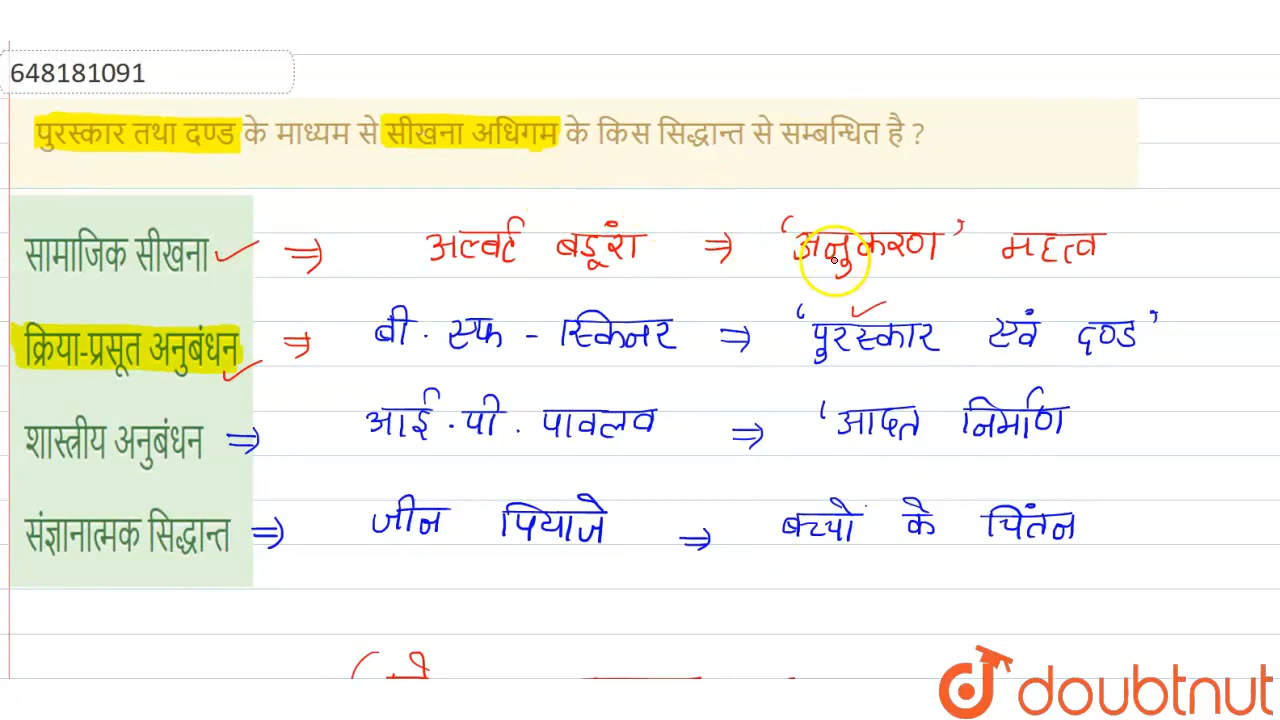 648181091
पुरस्कार तथा दण्ड के माध्यम से सीखना अधिगम के किस सिद्धान्त से सम्बन्धित है ?
सामाजिक सीखना ⇒ अल्बर्ट बडूंरा ⇒ 'अनुकरण' महत्व
क्रिया-प्रसूत अनुबंधन ⇒ बी. एफ - स्किनर ⇒ 'पुरस्कार एवं दण्ड'
शास्त्रीय अनुबंधन ⇒ आई. पी. पावलव ⇒ 'आदत निर्माण
संज्ञानात्मक सिद्धान्त ⇒ जीन पियाजे ⇒ बच्चो के चिंतन
doubtnut